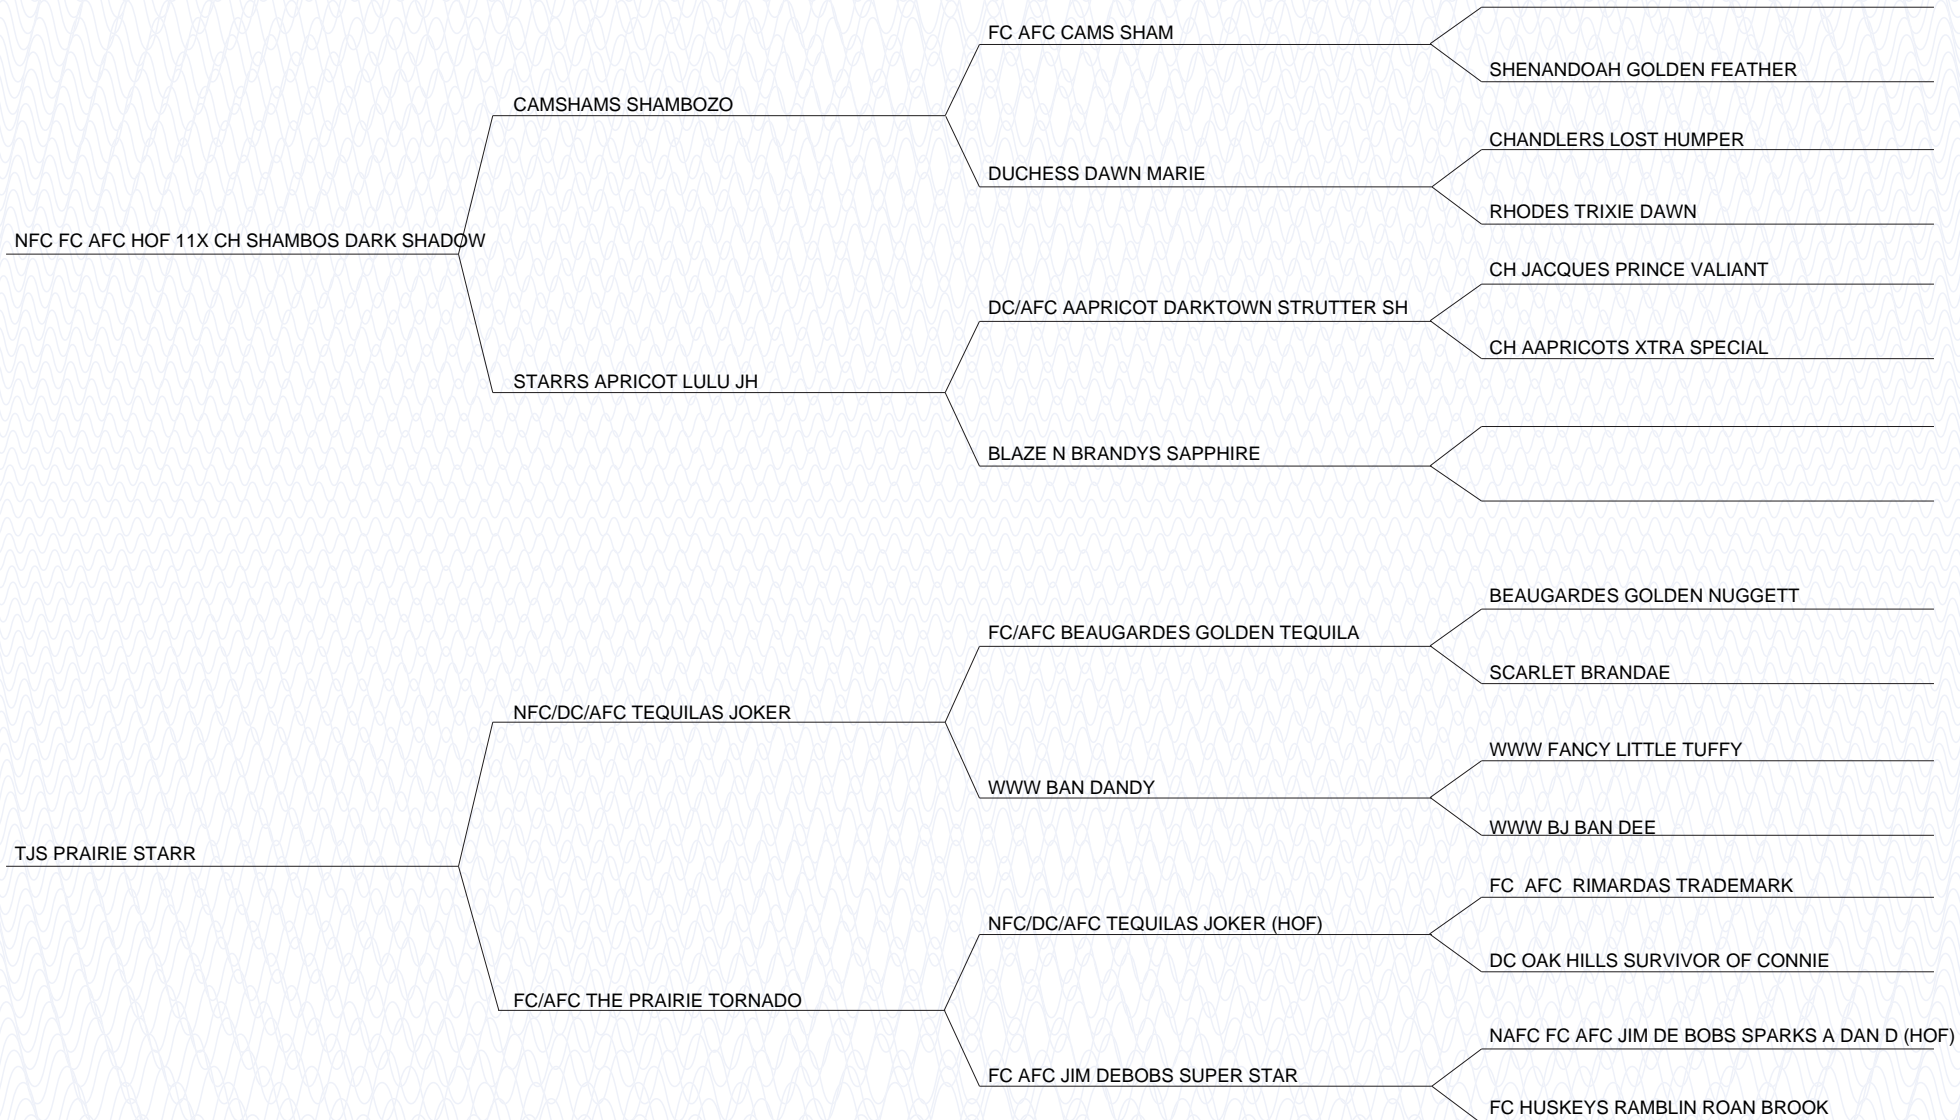 FC AFC CAMS SHAM
SHENANDOAH GOLDEN FEATHER
CAMSHAMS SHAMBOZO
CHANDLERS LOST HUMPER
DUCHESS DAWN MARIE
RHODES TRIXIE DAWN
NFC FC AFC HOF 11X CH SHAMBOS DARK SHADOW
CH JACQUES PRINCE VALIANT
DC/AFC AAPRICOT DARKTOWN STRUTTER SH
CH AAPRICOTS XTRA SPECIAL
STARRS APRICOT LULU JH
BLAZE N BRANDYS SAPPHIRE
BEAUGARDES GOLDEN NUGGETT
FC/AFC BEAUGARDES GOLDEN TEQUILA
SCARLET BRANDAE
NFC/DC/AFC TEQUILAS JOKER
WWW FANCY LITTLE TUFFY
WWW BAN DANDY
WWW BJ BAN DEE
TJS PRAIRIE STARR
FC  AFC  RIMARDAS TRADEMARK
NFC/DC/AFC TEQUILAS JOKER (HOF)
DC OAK HILLS SURVIVOR OF CONNIE
FC/AFC THE PRAIRIE TORNADO
NAFC FC AFC JIM DE BOBS SPARKS A DAN D (HOF)
FC AFC JIM DEBOBS SUPER STAR
FC HUSKEYS RAMBLIN ROAN BROOK